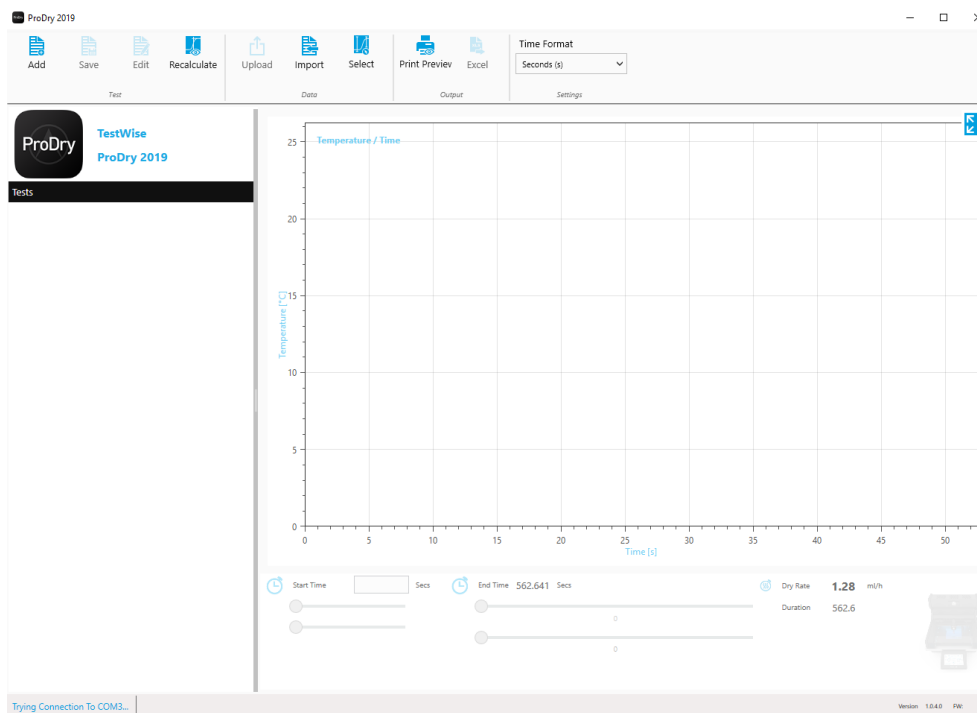 ProDry 2019
Add
Save
Edit
Recalculate
Upload
Import
Select
Print Preview
Excel
Time Format
Seconds (s)
Test
Data
Output
Settings
ProDry
TestWise
ProDry 2019
Tests
Temperature / Time
Temperature [°C]
25
20
15
10
5
0
0
5
10
15
20
25
30
35
40
45
50
Time [s]
Start Time
Secs
End Time
562.641
Secs
Dry Rate
1.28
ml/h
Duration
562.6
0
0
Trying Connection To COM3...
Version
1.0.4.0
FW: